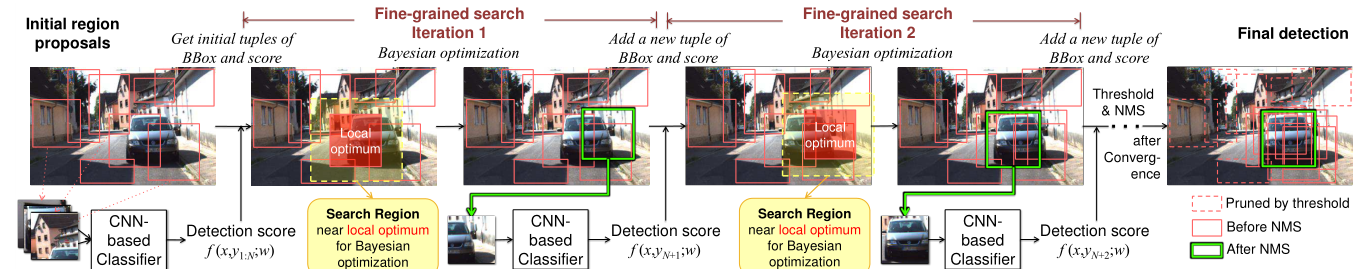 Initial region
proposals
Get initial tuples of
BBox and score
Fine-grained search
Iteration 1
Bayesian optimization
Add a new tuple of
BBox and score
Fine-grained search
Iteration 2
Bayesian optimization
Add a new tuple of
BBox and score
Final detection
Local
optimum
Local
optimum
Threshold
& NMS
after
Converg-
ence
CNN-
based
Classifier
Detection score
f (x,y1:N;w)
Search Region
near local optimum
for Bayesian
optimization
CNN-
based
Classifier
Detection score
f (x,yN+1;w)
Search Region
near local optimum
for Bayesian
optimization
CNN-
based
Classifier
Detection score
f (x,yN+2;w)
Pruned by threshold
Before NMS
After NMS